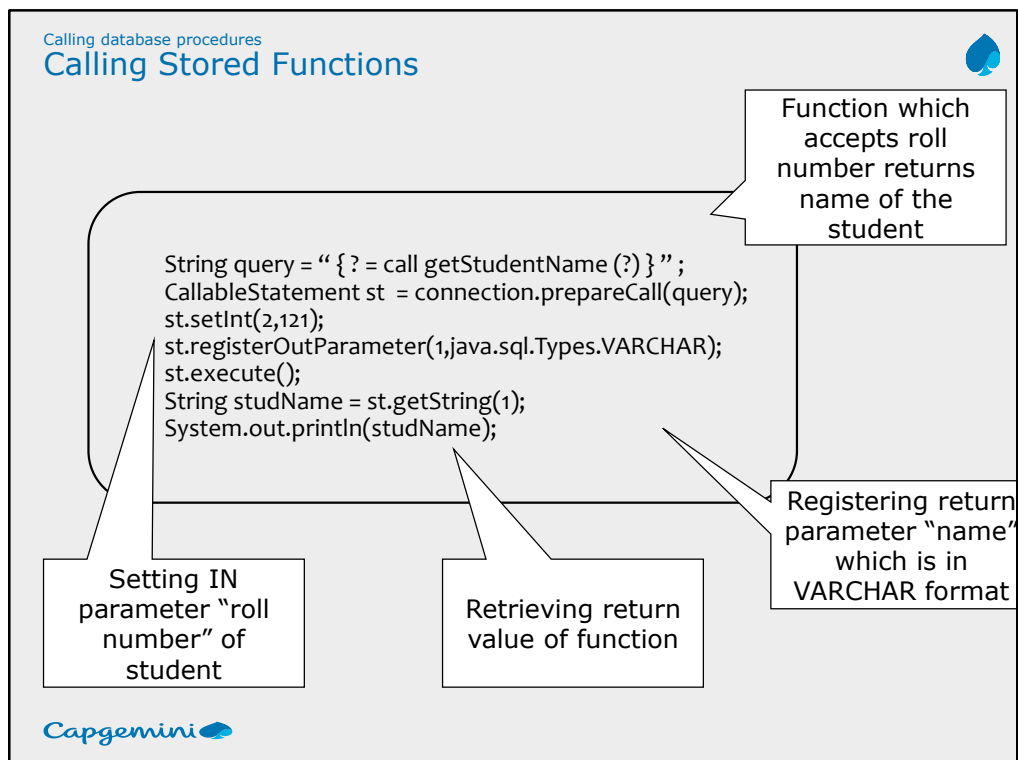 Calling database procedures
Calling Stored Functions
Function which
accepts roll
number returns
name of the
student
String query = “ { ? = call getStudentName (?) } ” ;
CallableStatement st = connection.prepareCall(query);
st.setInt(2,121);
st.registerOutParameter(1,java.sql.Types.VARCHAR);
st.execute();
String studName = st.getString(1);
System.out.println(studName);
Registering return
parameter “name”
which is in
VARCHAR format
Setting IN
parameter “roll
number” of
student
Retrieving return
value of function
Capgemini